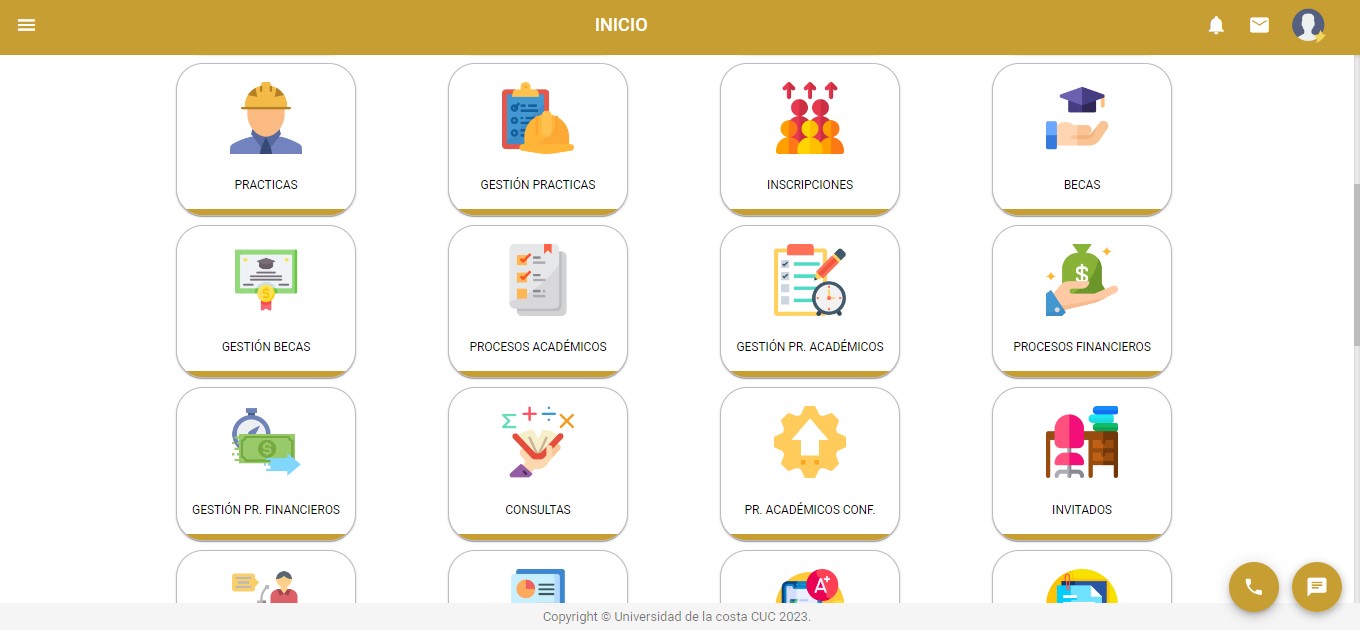 INICIO
PRACTICAS
GESTIÓN PRACTICAS
INSCRIPCIONES
BECAS
GESTIÓN BECAS
PROCESOS ACADÉMICOS
GESTIÓN PR. ACADÉMICOS
PROCESOS FINANCIEROS
GESTIÓN PR. FINANCIEROS
CONSULTAS
PR. ACADÉMICOS CONF.
INVITADOS
A+
Copyright © Universidad de la costa CUC 2023.